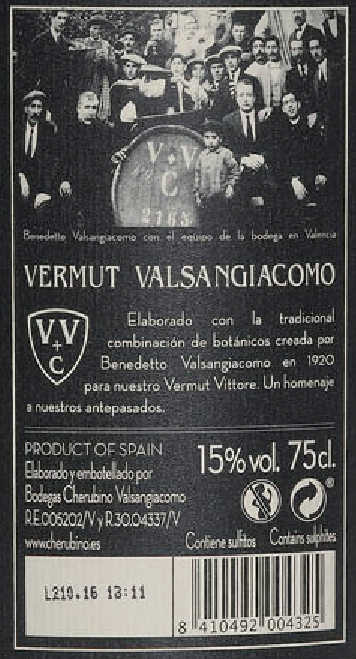 V+V
C
2165
Benedetto Valsangiacomo con el equipo de la bodega en Valencia
VERMUT VALSANGIACOMO
V+V
C
Elaborado con la tradicional
combinación de botánicos creada por
Benedetto Valsangiacomo en 1920
para nuestro Vermut Vittore. Un homenaje
a nuestros antepasados.
PRODUCT OF SPAIN
Elaborado y embotellado por
Bodegas Cherubino Valsangiacomo
R.E.005202/V y R.30.04337/V
www.cherubino.es
15% vol. 75cl.
Contiene sulfitos Contains sulphites
L210.16 13:11
8 410492 004325